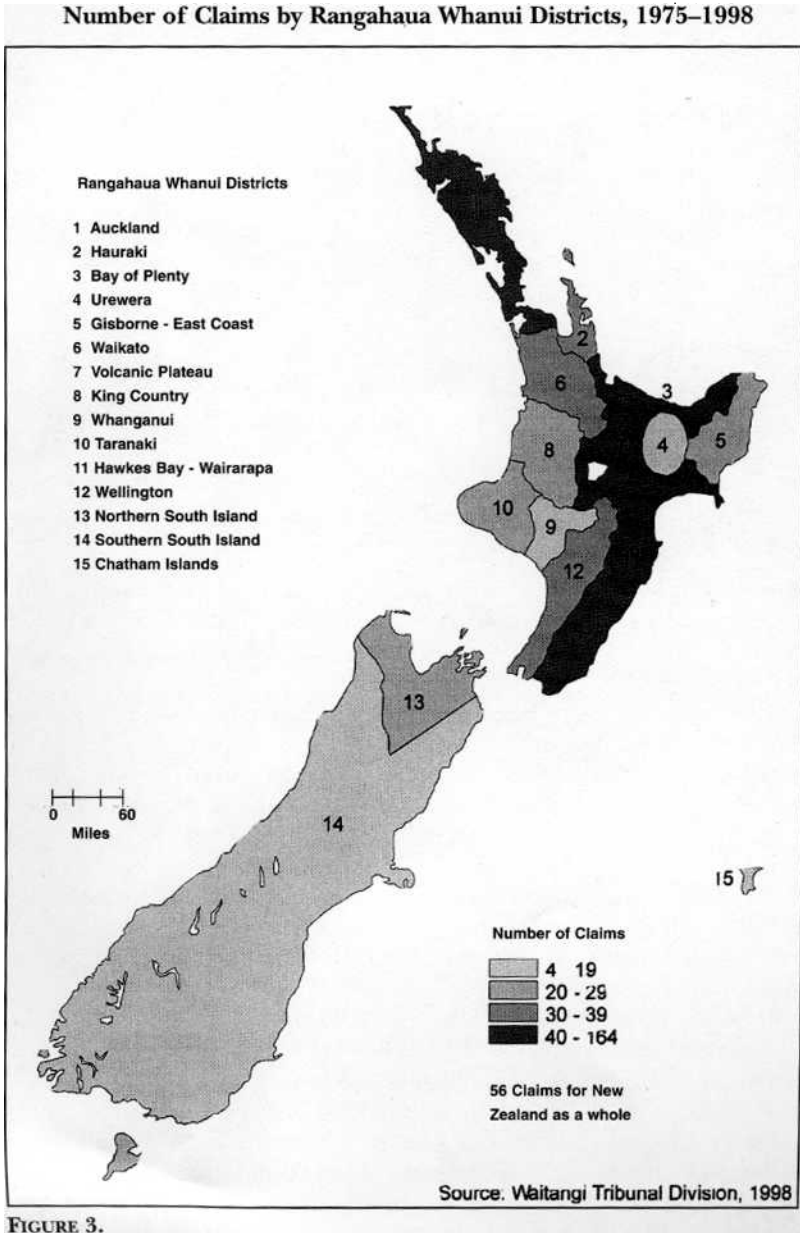 Number of Claims by Rangahaua Whanui Districts, 1975–1998
Rangahaua Whanui Districts
1 Auckland
2 Hauraki
3 Bay of Plenty
4 Urewera
5 Gisborne - East Coast
6 Waikato
7 Volcanic Plateau
8 King Country
9 Whanganui
10 Taranaki
11 Hawkes Bay - Wairarapa
12 Wellington
13 Northern South Island
14 Southern South Island
15 Chatham Islands
2
3
6
4
5
8
10
9
12
13
0 60
Miles
14
15
Number of Claims
4 19
20 - 29
30 - 39
40 - 164
56 Claims for New
Zealand as a whole
Source: Waitangi Tribunal Division, 1998
FIGURE 3.